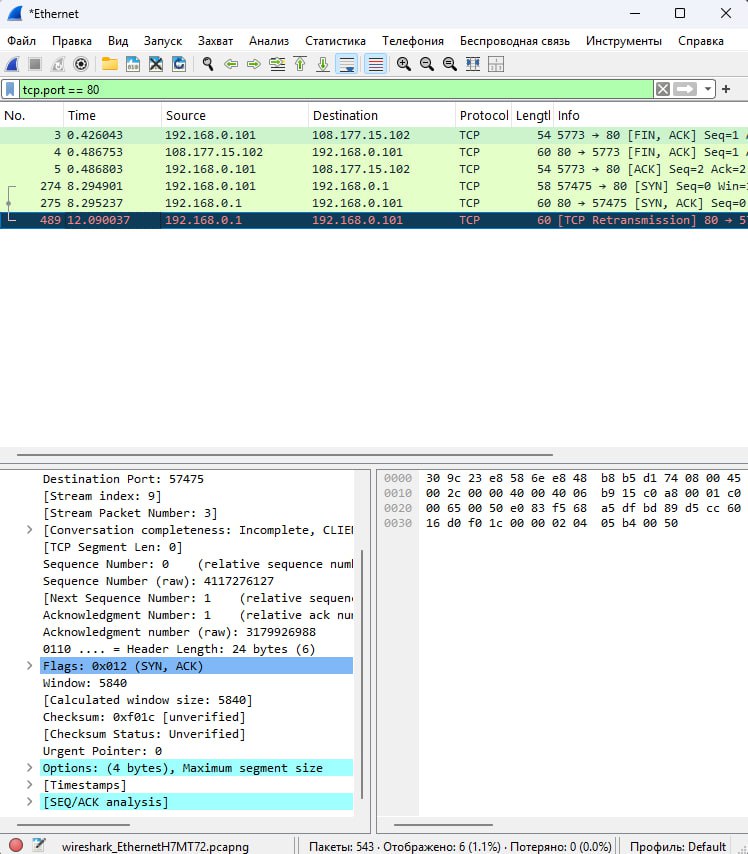 *Ethernet
Файл Правка Вид Запуск Захват Анализ Статистика Телефония Беспроводная связь Инструменты Справка
tcp.port == 80
No. Time Source Destination Protocol Lengtl Info
3 0.426043 192.168.0.101 108.177.15.102 TCP 54 5773 → 80 [FIN, ACK] Seq=1 A
4 0.486753 108.177.15.102 192.168.0.101 TCP 60 80 → 5773 [FIN, ACK] Seq=1 A
5 0.486803 192.168.0.101 108.177.15.102 TCP 54 5773 → 80 [ACK] Seq=2 Ack=2
274 8.294901 192.168.0.101 192.168.0.1 TCP 58 57475 → 80 [SYN] Seq=0 Win=
275 8.295237 192.168.0.1 192.168.0.101 TCP 60 80 → 57475 [SYN, ACK] Seq=0
489 12.090037 192.168.0.1 192.168.0.101 TCP 60 [TCP Retransmission] 80 → 5
Destination Port: 57475
[Stream index: 9]
[Stream Packet Number: 3]
[Conversation completeness: Incomplete, CLIE
[TCP Segment Len: 0]
Sequence Number: 0 (relative sequence num
Sequence Number (raw): 4117276127
[Next Sequence Number: 1 (relative sequen
Acknowledgment Number: 1 (relative ack nu
Acknowledgment number (raw): 3179926988
0110 .... = Header Length: 24 bytes (6)
Flags: 0x012 (SYN, ACK)
Window: 5840
[Calculated window size: 5840]
Checksum: 0xf01c [unverified]
[Checksum Status: Unverified]
Urgent Pointer: 0
Options: (4 bytes), Maximum segment size
[Timestamps]
[SEQ/ACK analysis]
0000 30 9c 23 e8 58 6e e8 48 b8 b5 d1 74 08 00 45
0010 00 2c 00 00 40 00 40 06 b9 15 c0 a8 00 01 c0
0020 00 65 00 50 e0 83 f5 68 a5 df bd 89 d5 cc 60
0030 16 d0 f0 1c 00 00 02 04 05 b4 00 50
wireshark_EthernetH7MT72.pcapng Пакеты: 543 · Отображено: 6 (1.1%) · Потеряно: 0 (0.0%) Профиль: Default